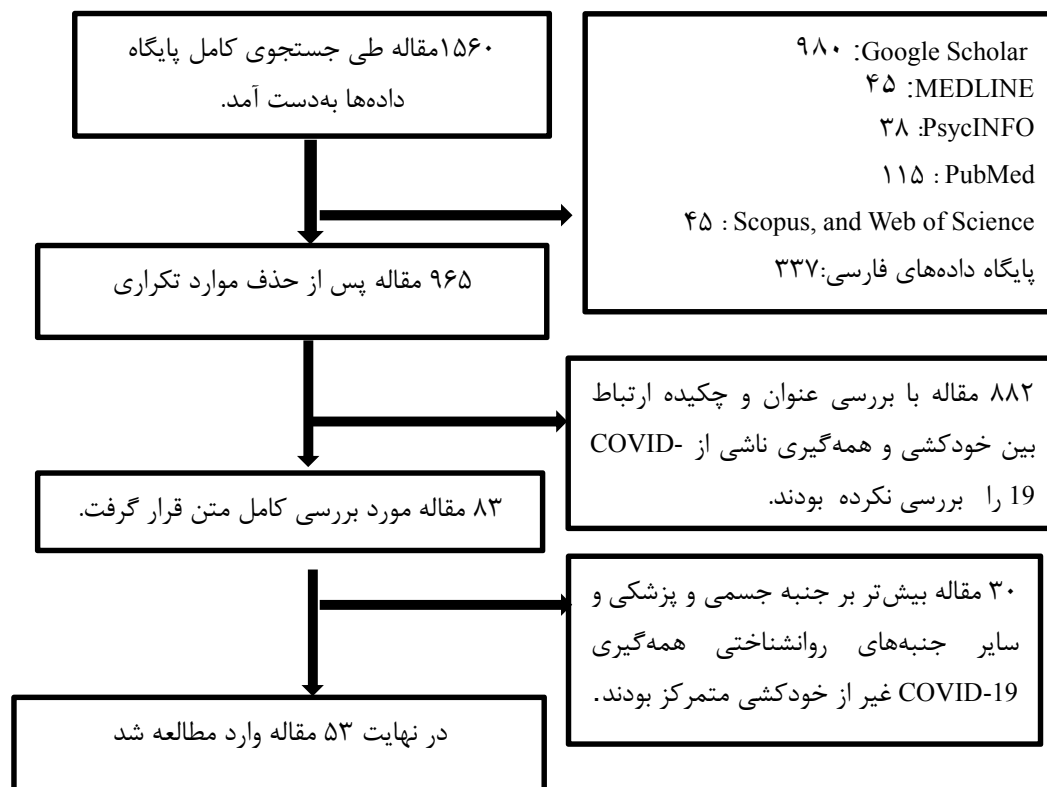 ۱۵۶۰مقاله طی جستجوی کامل پایگاه
داده‌ها به‌دست آمد.
Google Scholar: ۹۸۰
MEDLINE: ۴۵
PsycINFO: ۳۸
PubMed : ۱۱۵
Scopus, and Web of Science : ۴۵
پایگاه داده‌های فارسی:۳۳۷
۹۶۵ مقاله پس از حذف موارد تکراری
۸۸۲ مقاله با بررسی عنوان و چکیده ارتباط
بین خودکشی و همه‌گیری ناشی از COVID-
19 را بررسی نکرده بودند.
۸۳ مقاله مورد بررسی کامل متن قرار گرفت.
۳۰ مقاله بیش‌تر بر جنبه جسمی و پزشکی و
سایر جنبه‌های روانشناختی همه‌گیری
COVID-19 غیر از خودکشی متمرکز بودند.
در نهایت ۵۳ مقاله وارد مطالعه شد